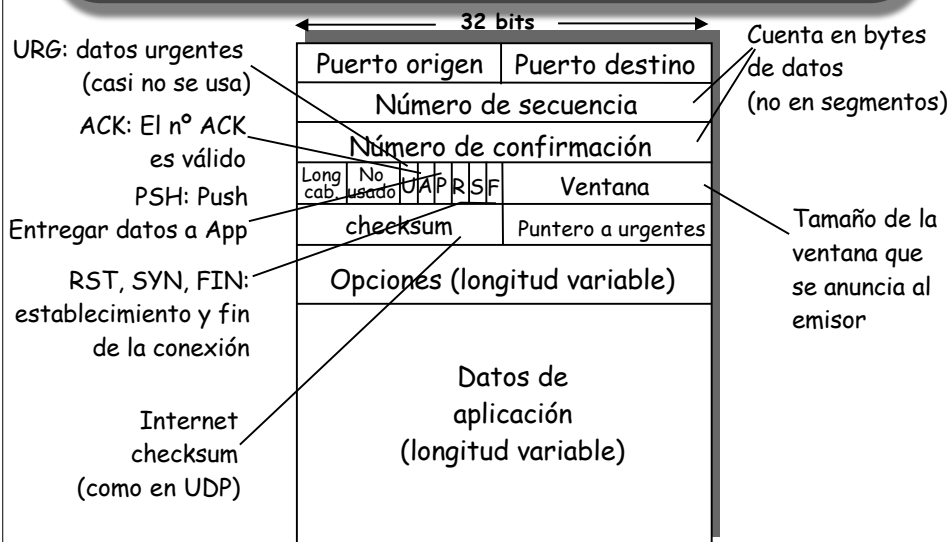 32 bits
URG: datos urgentes
(casi no se usa)
ACK: El nº ACK
es válido
PSH: Push
Entregar datos a App
RST, SYN, FIN:
establecimiento y fin
de la conexión
Internet
checksum
(como en UDP)
Puerto origen
Puerto destino
Número de secuencia
Número de confirmación
Long
cab.
No
usado
U
A
P
R
S
F
Ventana
checksum
Puntero a urgentes
Opciones (longitud variable)
Datos de
aplicación
(longitud variable)
Cuenta en bytes
de datos
(no en segmentos)
Tamaño de la
ventana que
se anuncia al
emisor